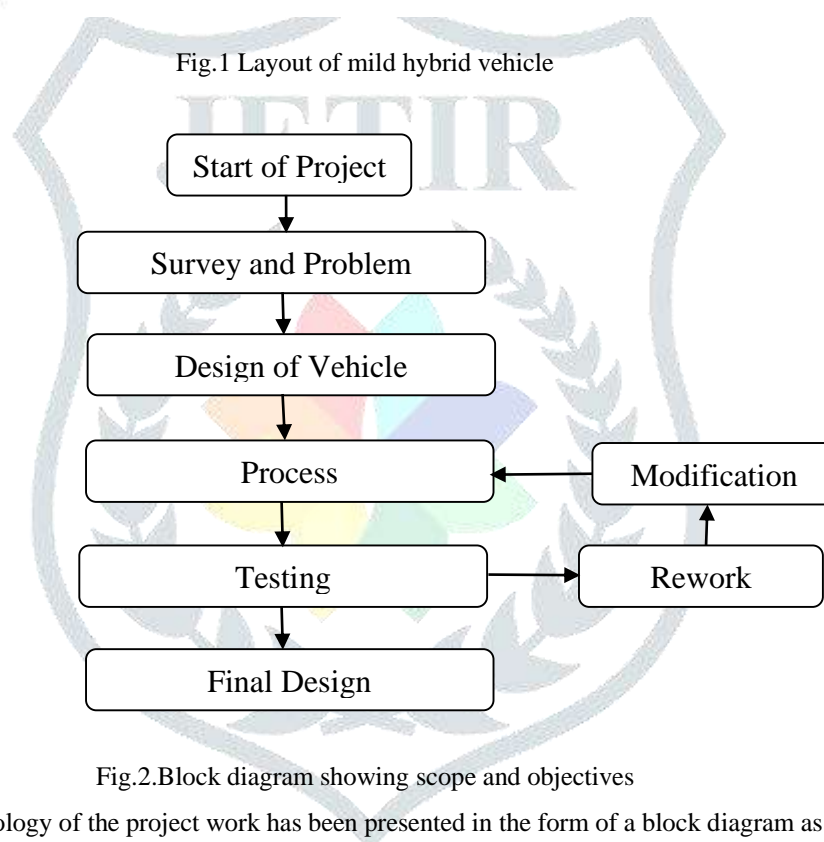 Fig.1 Layout of mild hybrid vehicle
JETIR
Start of Project
Survey and Problem
Design of Vehicle
Process
Modification
Testing
Rework
Final Design
Fig.2.Block diagram showing scope and objectives
ology of the project work has been presented in the form of a block diagram as